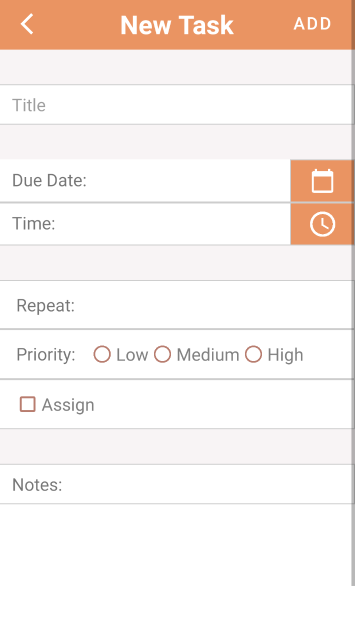 New Task ADD
Title
Due Date:
Time:
Repeat:
Priority: Low Medium High
Assign
Notes: